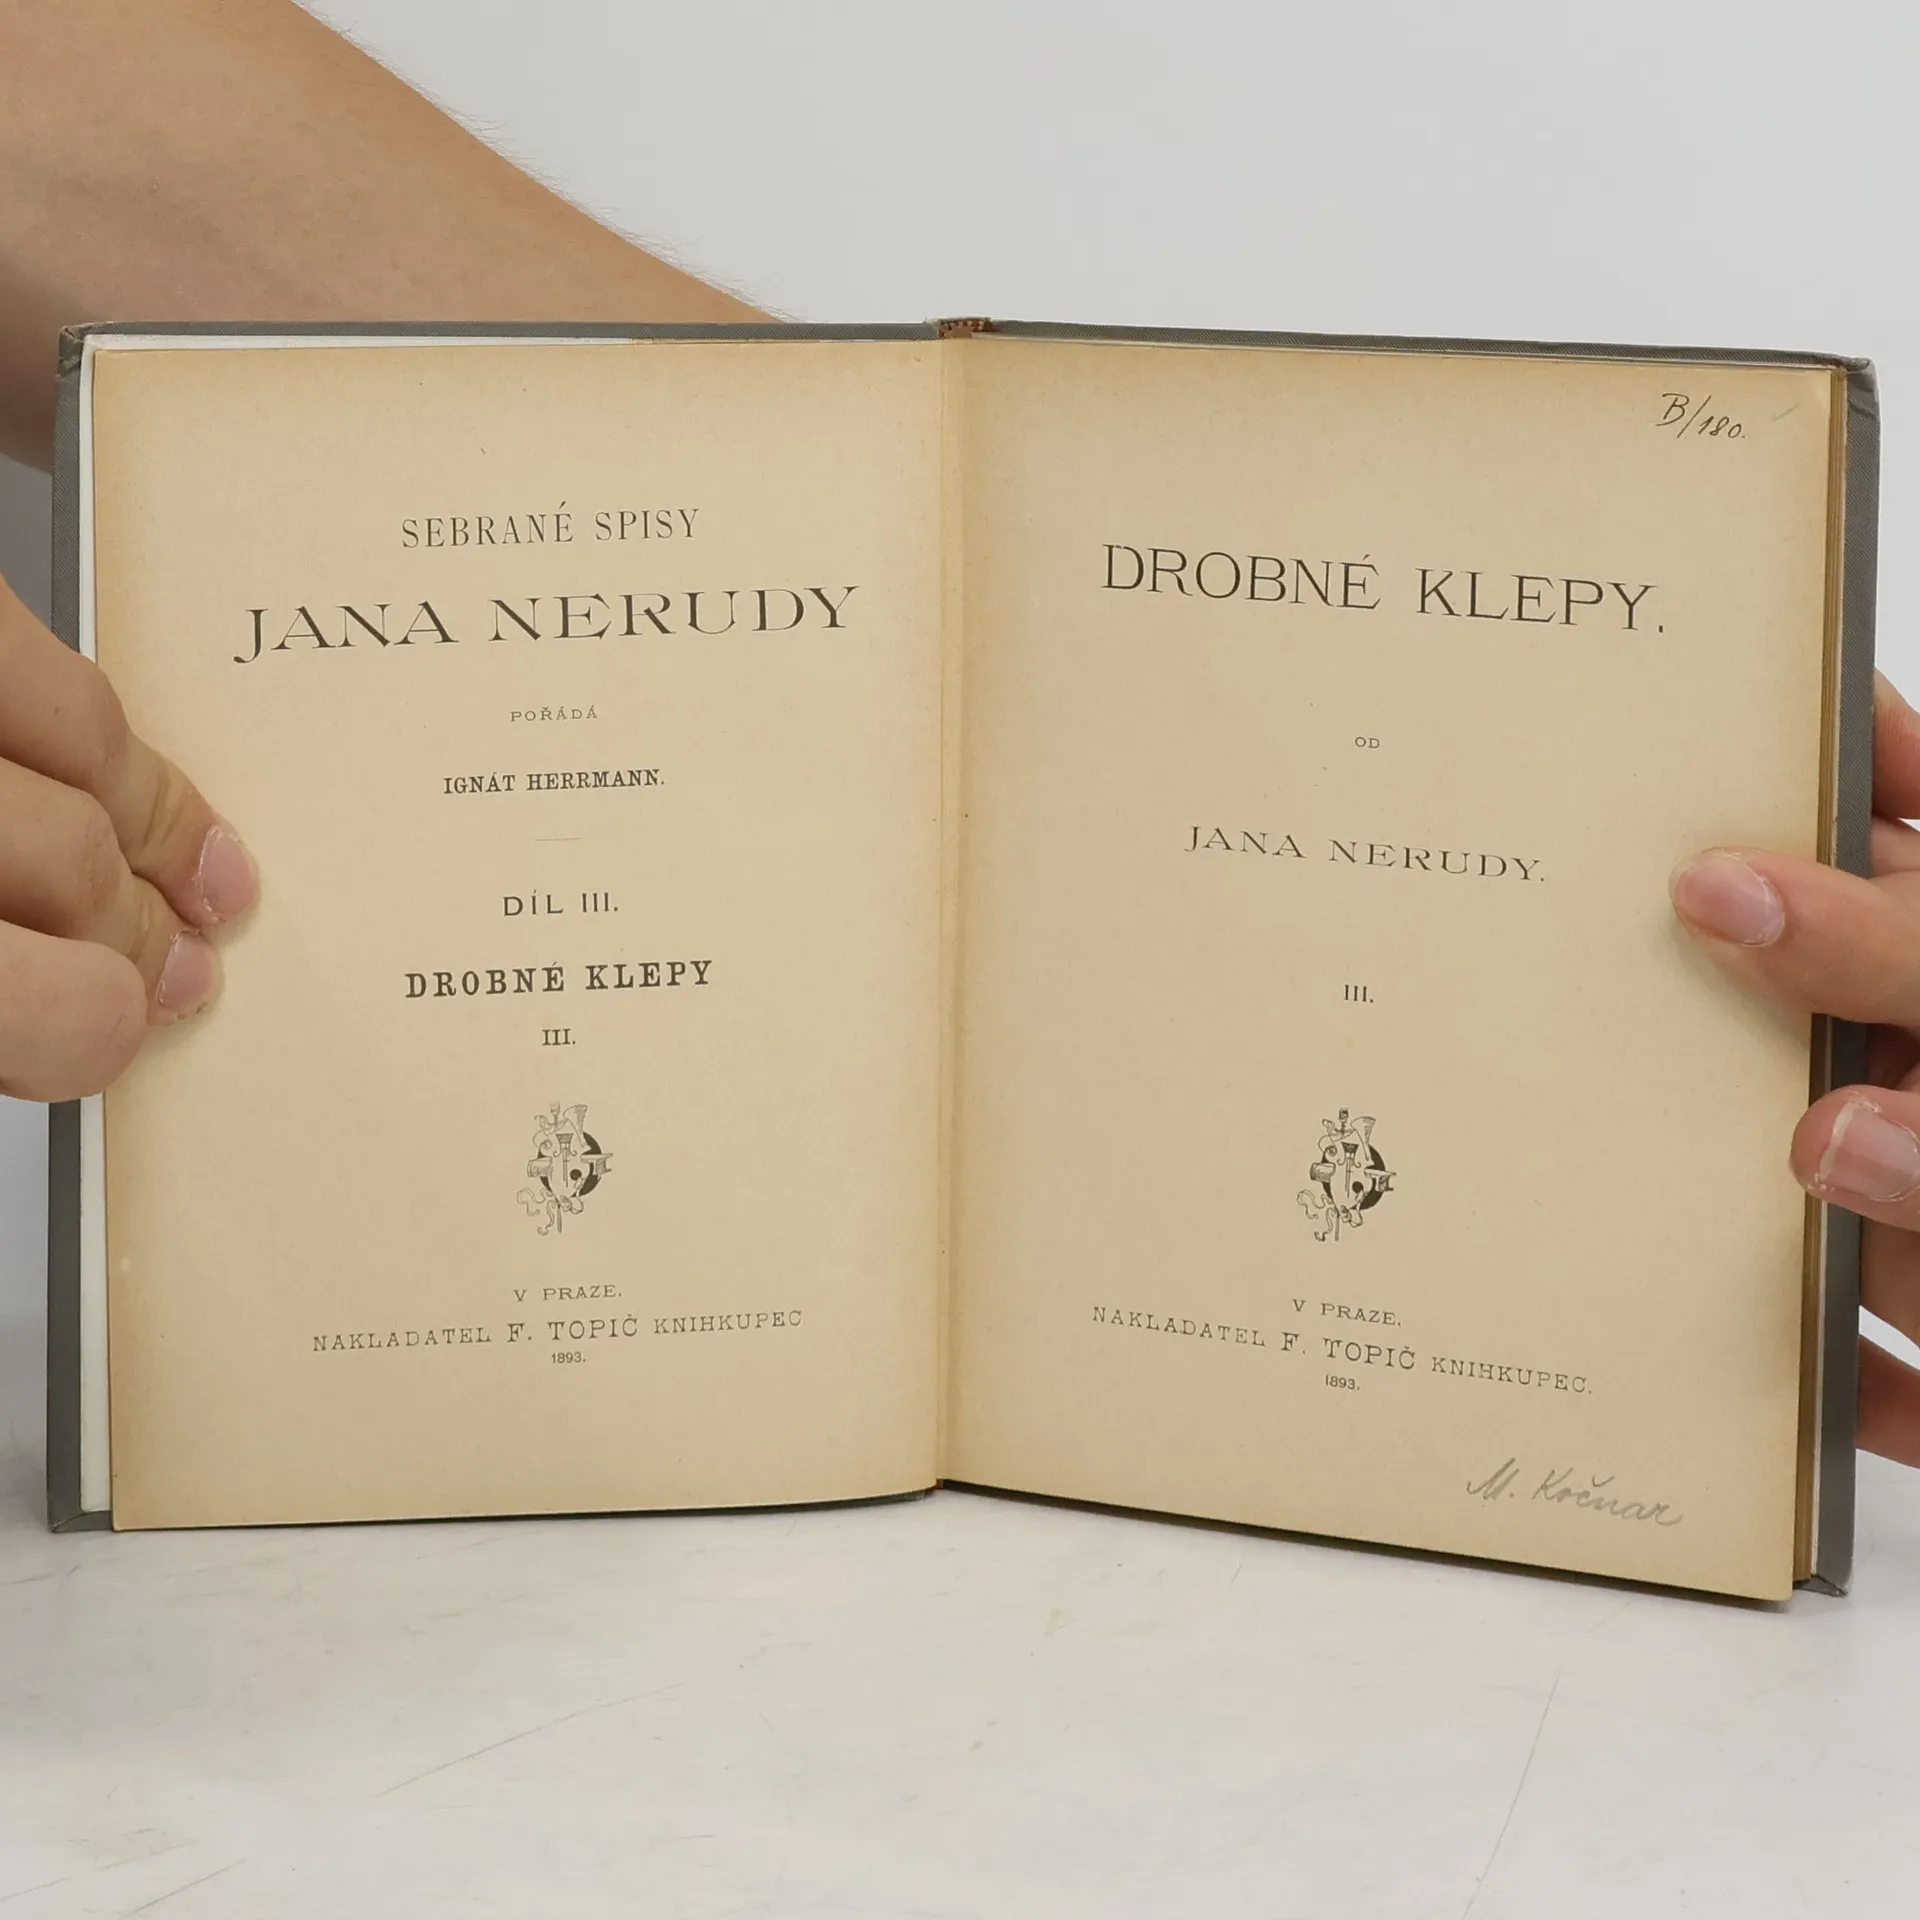 SEBRANÉ SPISY
JANA NERUDY
POŘÁDÁ
IGNÁT HERRMANN.
DÍL III.
DROBNÉ KLEPY
III.
V PRAZE.
NAKLADATEL F. TOPIČ KNIHKUPEC
1893.
B/180.
DROBNÉ KLEPY.
OD
JANA NERUDY.
III.
V PRAZE.
NAKLADATEL F. TOPIČ KNIHKUPEC.
1893.
M. Kočnar